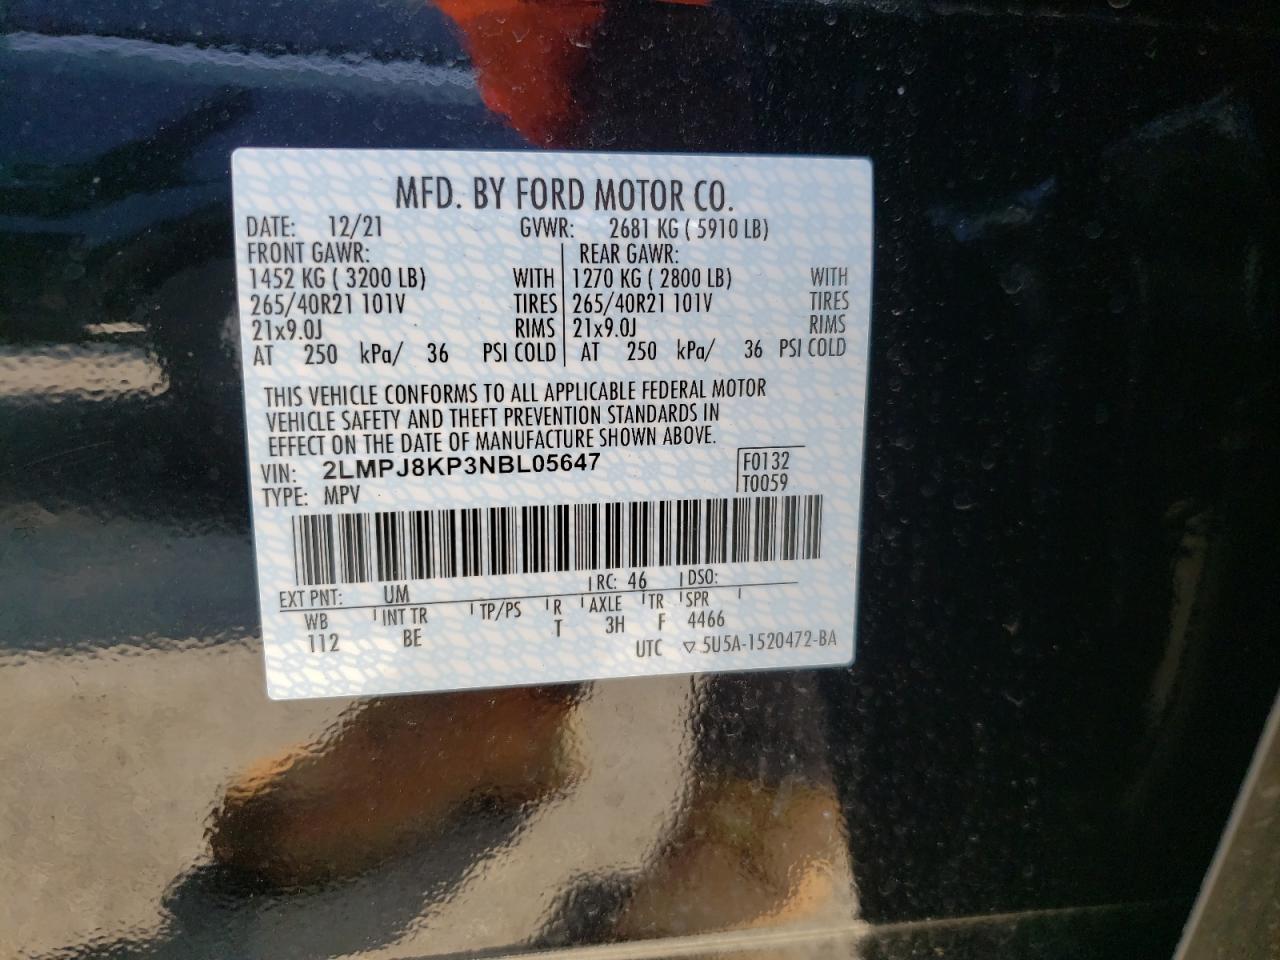 MFD. BY FORD MOTOR CO.
DATE: 12/21 GVWR: 2681 KG ( 5910 LB)
FRONT GAWR: REAR GAWR:
1452 KG ( 3200 LB) WITH 1270 KG ( 2800 LB) WITH
265/40R21 101V TIRES 265/40R21 101V TIRES
21x9.0J RIMS 21x9.0J RIMS
AT 250 kPa/ 36 PSI COLD AT 250 kPa/ 36 PSI COLD
THIS VEHICLE CONFORMS TO ALL APPLICABLE FEDERAL MOTOR
VEHICLE SAFETY AND THEFT PREVENTION STANDARDS IN
EFFECT ON THE DATE OF MANUFACTURE SHOWN ABOVE.
VIN: 2LMPJ8KP3NBL05647 F0132
TYPE: MPV T0059
EXT PNT: UM RC: 46 DSO:
WB INT TR TP/PS R AXLE TR SPR
112 BE T 3H F 4466
UTC ▽ 5U5A-1520472-BA